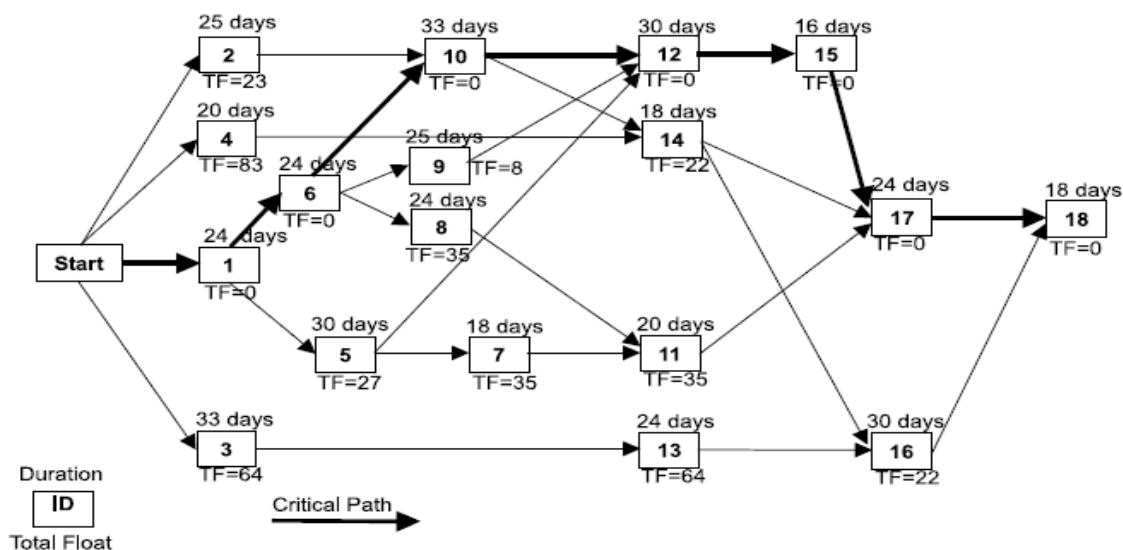 25 days
2
TF=23
33 days
10
TF=0
30 days
12
TF=0
16 days
15
TF=0
20 days
4
TF=83
18 days
14
TF=22
25 days
9
TF=8
24 days
6
TF=0
24 days
8
TF=35
24 days
17
TF=0
18 days
18
TF=0
Start
24 days
1
TF=0
30 days
5
TF=27
18 days
7
TF=35
20 days
11
TF=35
33 days
3
TF=64
24 days
13
TF=64
30 days
16
TF=22
Duration
ID
Total Float
Critical Path